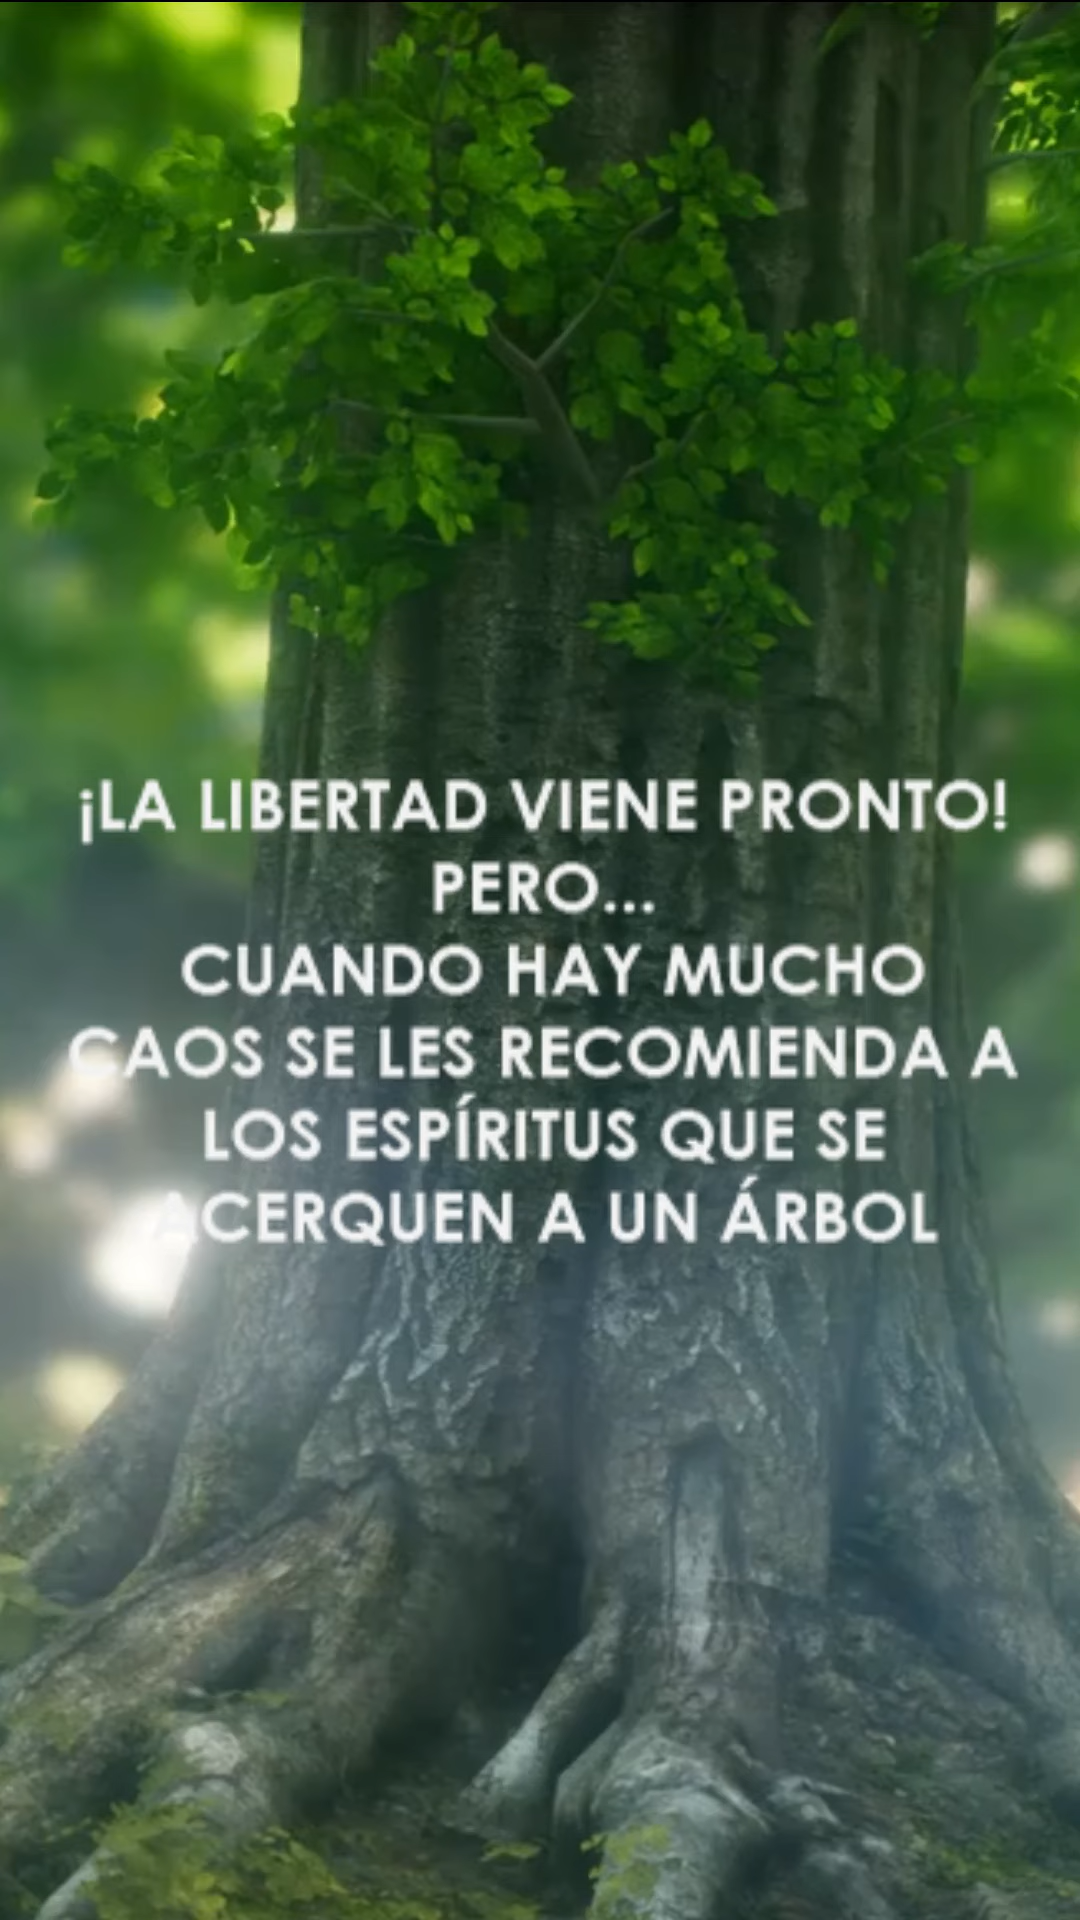 ¡LA LIBERTAD VIENE PRONTO!
PERO...
CUANDO HAY MUCHO
CAOS SE LES RECOMIENDA A
LOS ESPÍRITUS QUE SE
ACERQUEN A UN ÁRBOL